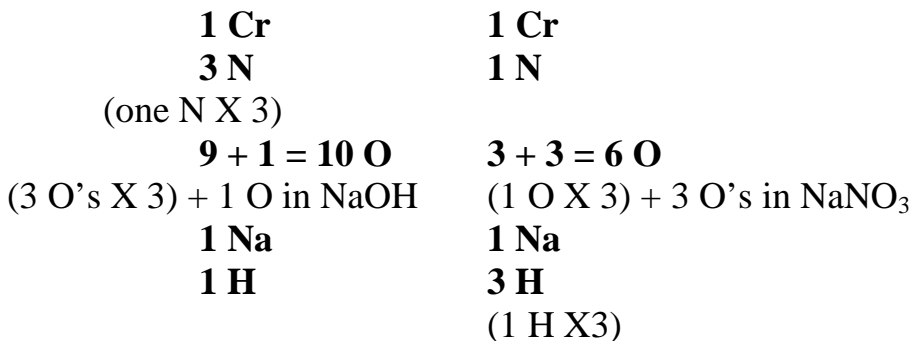 1 Cr 1 Cr
3 N 1 N
(one N X 3)
9 + 1 = 10 O 3 + 3 = 6 O
(3 O’s X 3) + 1 O in NaOH (1 O X 3) + 3 O’s in NaNO₃
1 Na 1 Na
1 H 3 H
(1 H X3)